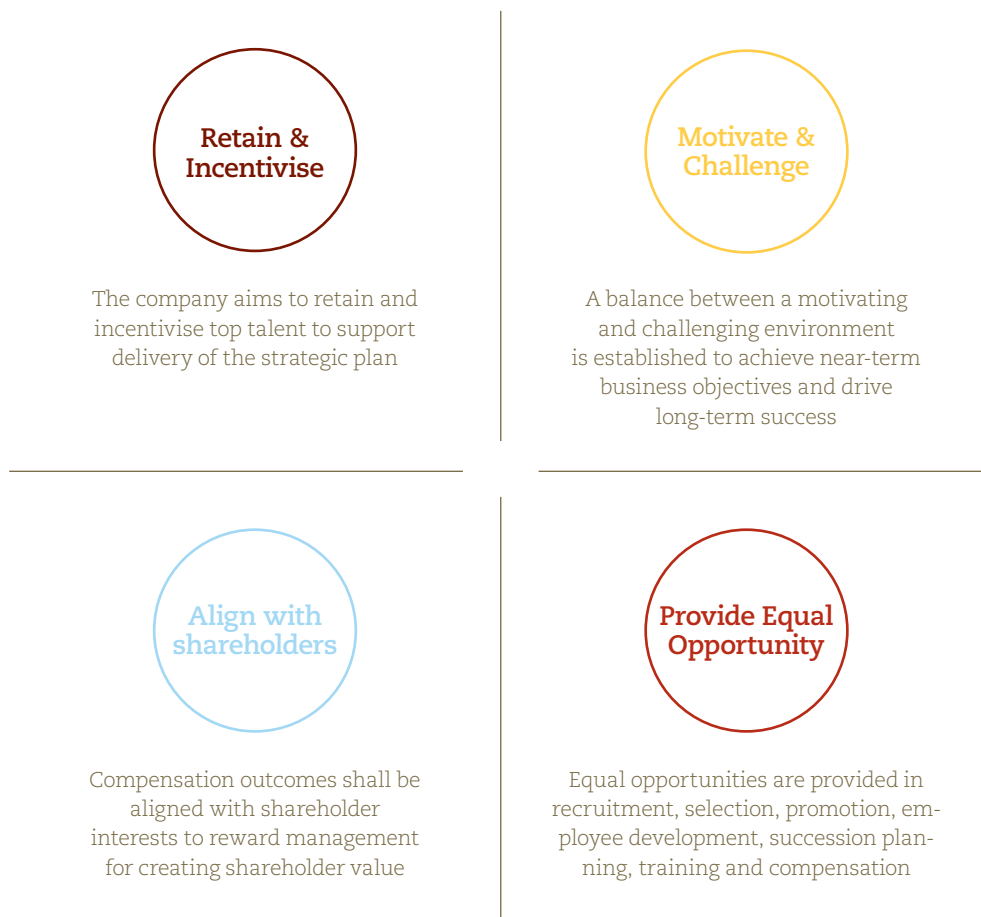 Retain &
Incentivise
The company aims to retain and
incentivise top talent to support
delivery of the strategic plan
Motivate &
Challenge
A balance between a motivating
and challenging environment
is established to achieve near-term
business objectives and drive
long-term success
Align with
shareholders
Compensation outcomes shall be
aligned with shareholder
interests to reward management
for creating shareholder value
Provide Equal
Opportunity
Equal opportunities are provided in
recruitment, selection, promotion, em-
ployee development, succession plan-
ning, training and compensation